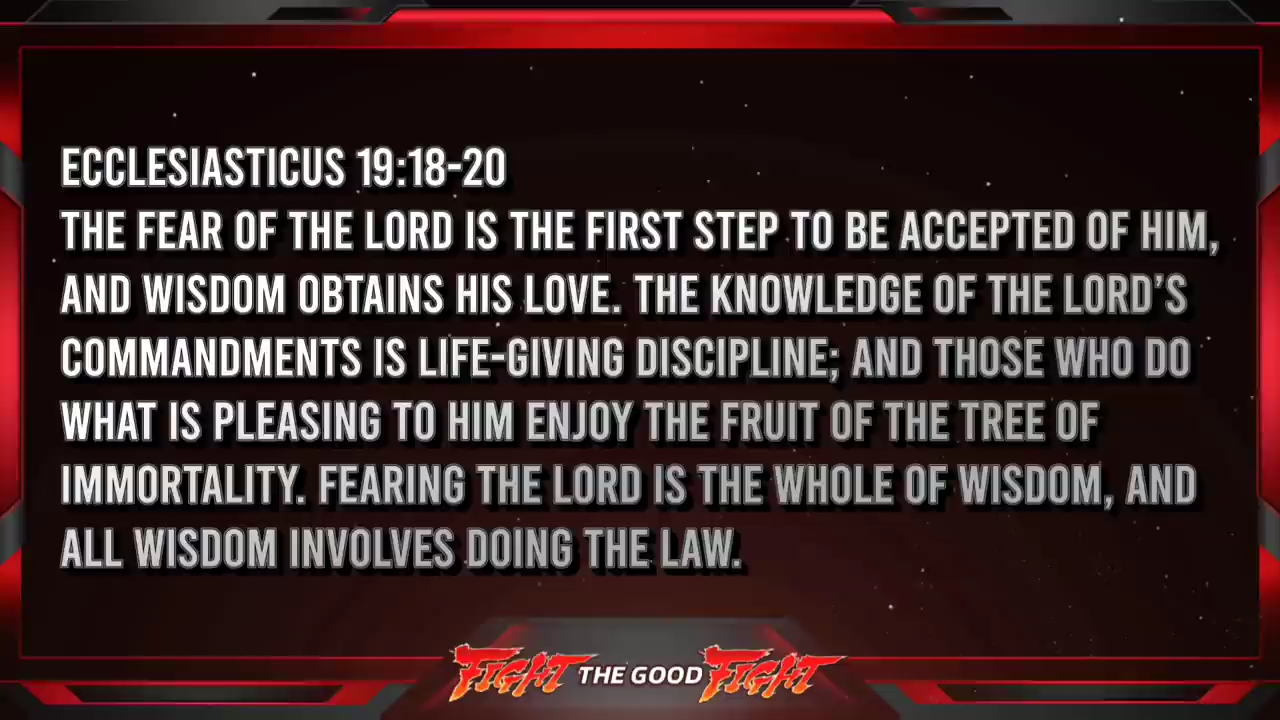 ECCLESIASTICUS 19:18-20
THE FEAR OF THE LORD IS THE FIRST STEP TO BE ACCEPTED OF HIM,
AND WISDOM OBTAINS HIS LOVE. THE KNOWLEDGE OF THE LORD’S
COMMANDMENTS IS LIFE-GIVING DISCIPLINE; AND THOSE WHO DO
WHAT IS PLEASING TO HIM ENJOY THE FRUIT OF THE TREE OF
IMMORTALITY. FEARING THE LORD IS THE WHOLE OF WISDOM, AND
ALL WISDOM INVOLVES DOING THE LAW.
FIGHT THE GOOD FIGHT